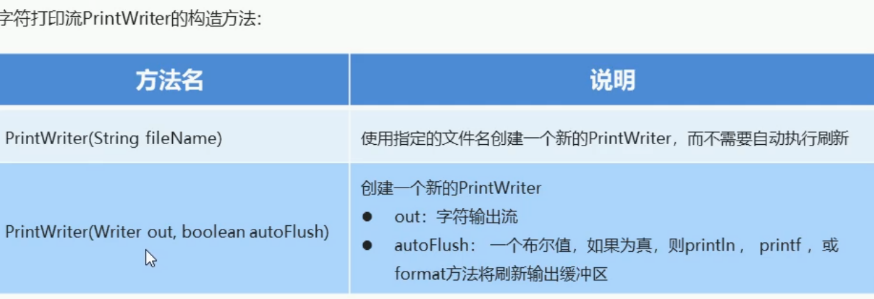 字符打印流PrintWriter的构造方法：
方法名
说明
PrintWriter(String fileName)
使用指定的文件名创建一个新的PrintWriter，而不需要自动执行刷新
PrintWriter(Writer out, boolean autoFlush)
创建一个新的PrintWriter
● out：字符输出流
● autoFlush： 一个布尔值，如果为真，则println ， printf ，或
format方法将刷新输出缓冲区